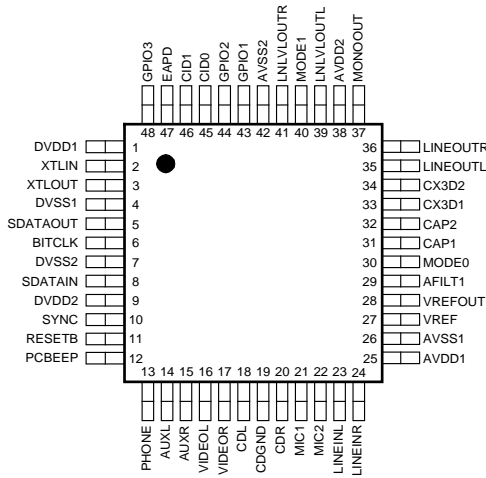 GPIO3 EAPD CID1 CID0 GPIO2 GPIO1 AVSS2 LNLVLOUTR MODE1 LNLVLOUTL AVDD2 MONOOUT
48 47 46 45 44 43 42 41 40 39 38 37
DVDD1 1 36 LINEOUTR
XTLIN 2 35 LINEOUTL
XTLOUT 3 34 CX3D2
DVSS1 4 33 CX3D1
SDATAOUT 5 32 CAP2
BITCLK 6 31 CAP1
DVSS2 7 30 MODE0
SDATAIN 8 29 AFILT1
DVDD2 9 28 VREFOUT
SYNC 10 27 VREF
RESETB 11 26 AVSS1
PCBEEP 12 25 AVDD1
13 14 15 16 17 18 19 20 21 22 23 24
PHONE AUXL AUXR VIDEOL VIDEOR CDL CDGND CDR MIC1 MIC2 LINEINL LINEINR